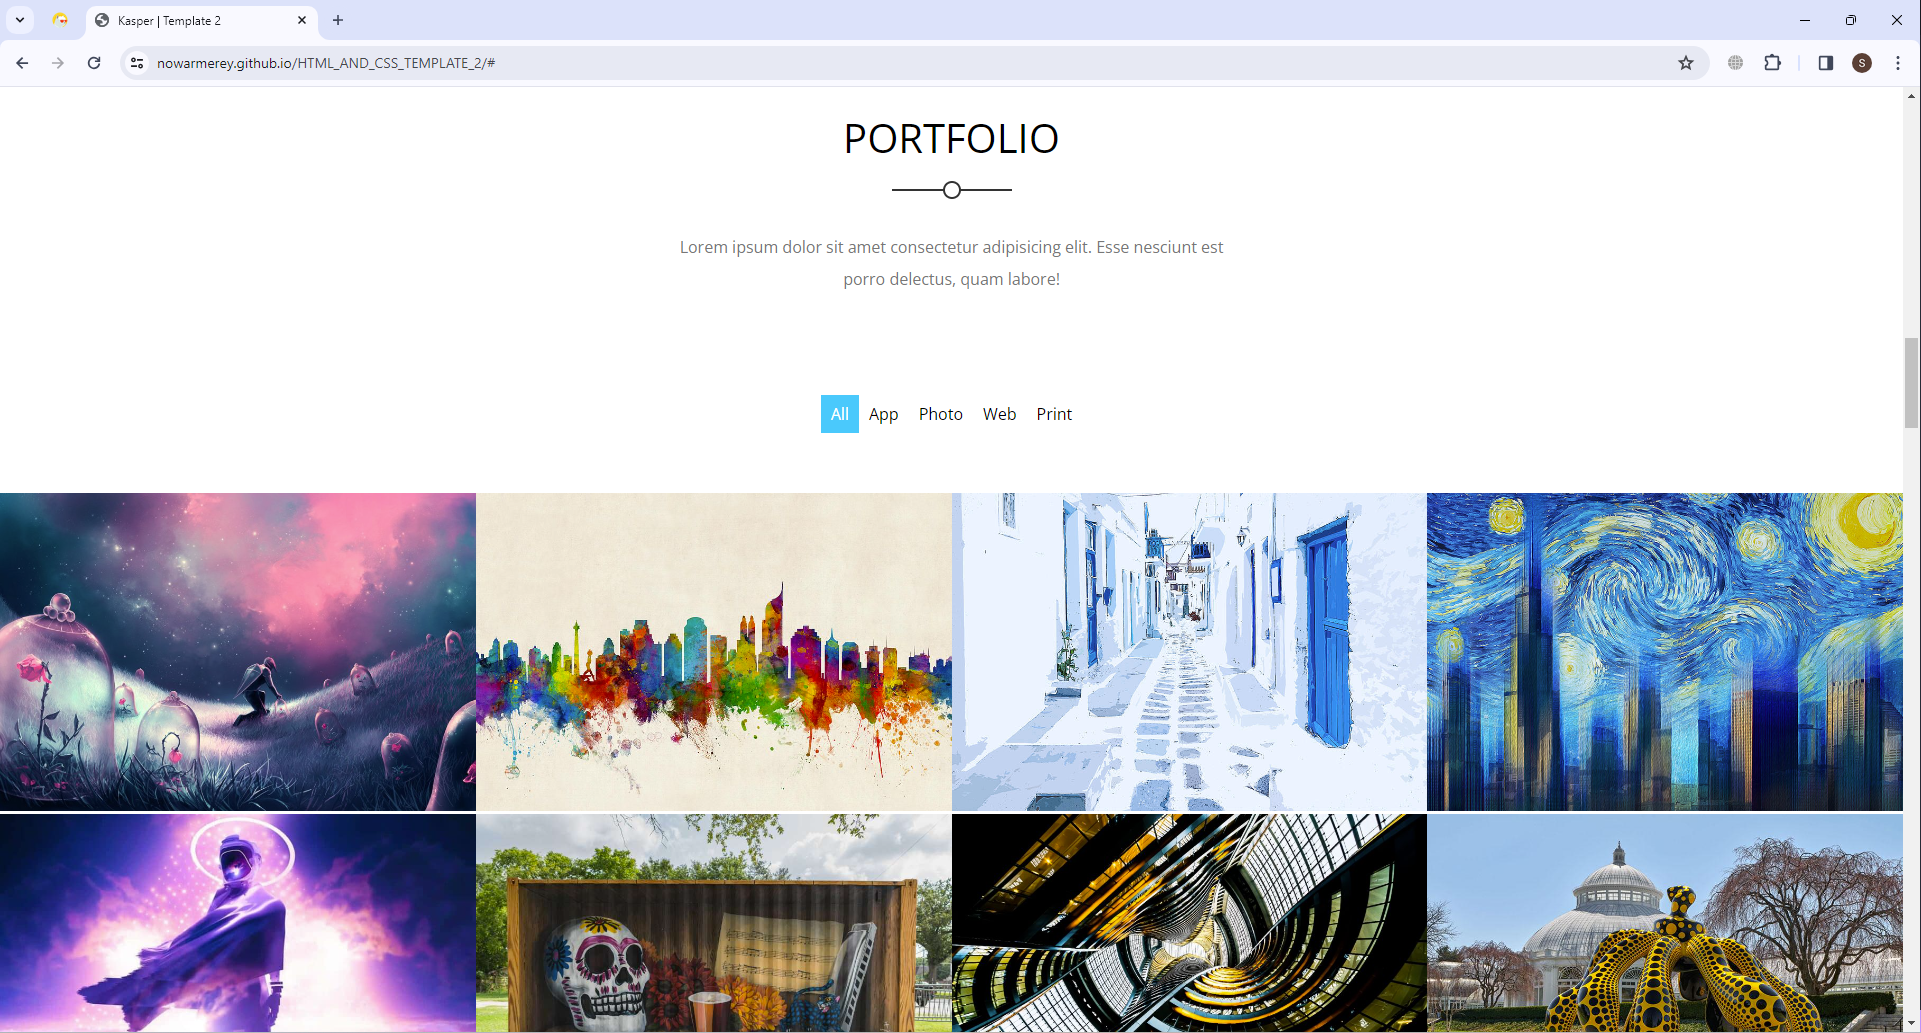 Kasper | Template 2
nowarmerey.github.io/HTML_AND_CSS_TEMPLATE_2/#
S
PORTFOLIO
Lorem ipsum dolor sit amet consectetur adipisicing elit. Esse nesciunt est
porro delectus, quam labore!
All App Photo Web Print